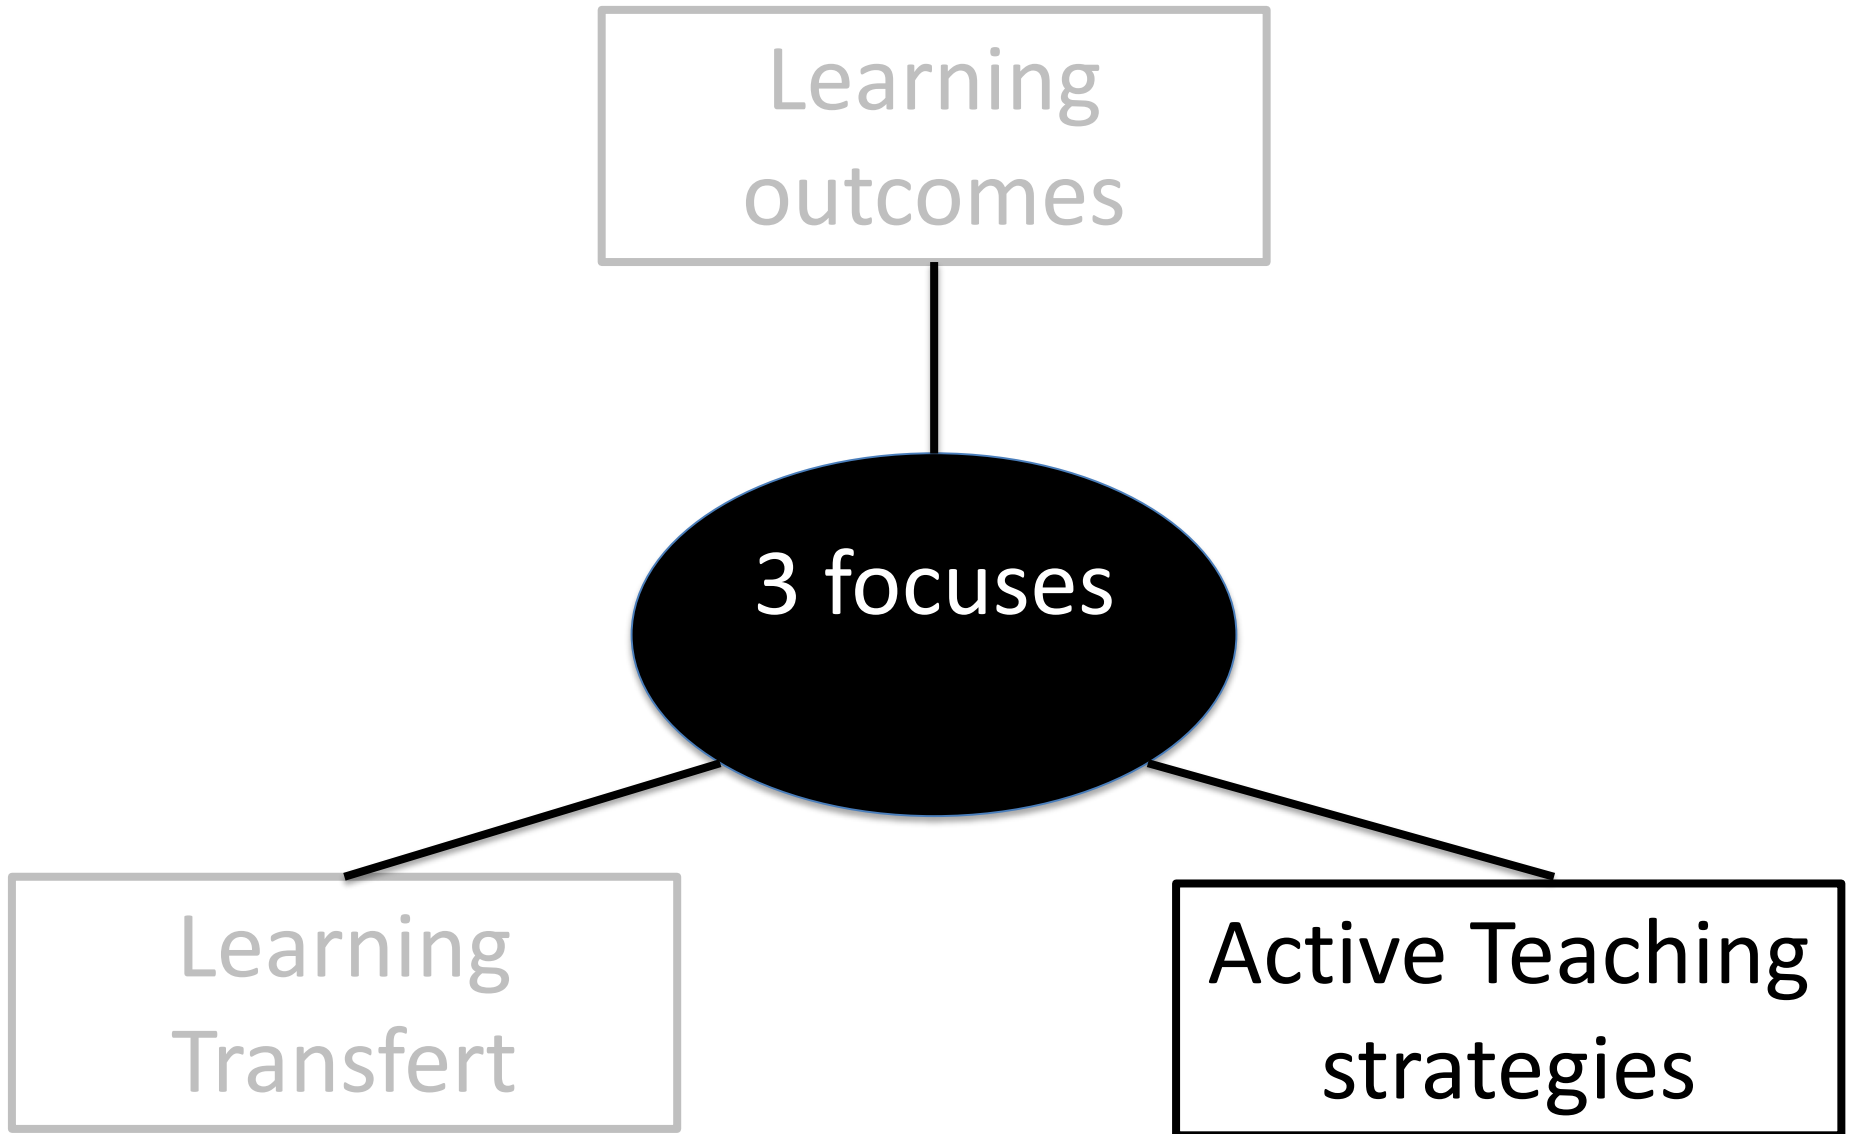 Learning
outcomes
3 focuses
Learning
Transfert
Active Teaching
strategies